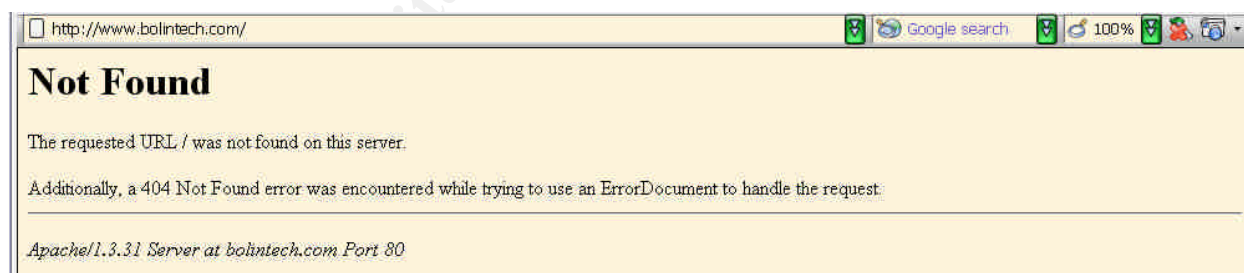 http://www.bolintech.com/
Google search
100%
Not Found
The requested URL / was not found on this server.
Additionally, a 404 Not Found error was encountered while trying to use an ErrorDocument to handle the request.
Apache/1.3.31 Server at bolintech.com Port 80